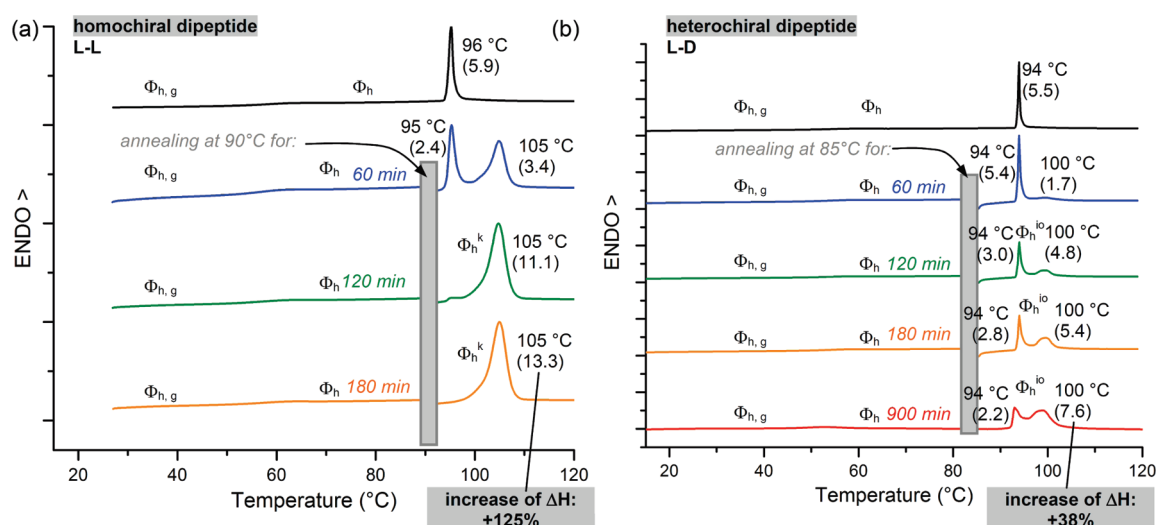 (a)
homochiral dipeptide
L-L
96 °C
(5.9)
Φh, g
Φh
annealing at 90°C for:
95 °C
(2.4)
105 °C
(3.4)
Φh, g
Φh 60 min
Φhk
105 °C
(11.1)
Φh, g
Φh 120 min
Φhk
105 °C
(13.3)
Φh, g
Φh 180 min
ENDO >
20
40
60
80
100
120
Temperature (°C)
increase of ΔH:
+125%
(b)
heterochiral dipeptide
L-D
94 °C
(5.5)
Φh, g
Φh
annealing at 85°C for:
94 °C
(5.4)
100 °C
(1.7)
Φh, g
Φh 60 min
94 °C
(3.0)
Φhio
100 °C
(4.8)
Φh, g
Φh 120 min
94 °C
(2.8)
Φhio
100 °C
(5.4)
Φh, g
Φh 180 min
94 °C
(2.2)
Φhio
100 °C
(7.6)
Φh, g
Φh 900 min
ENDO >
20
40
60
80
100
120
Temperature (°C)
increase of ΔH:
+38%